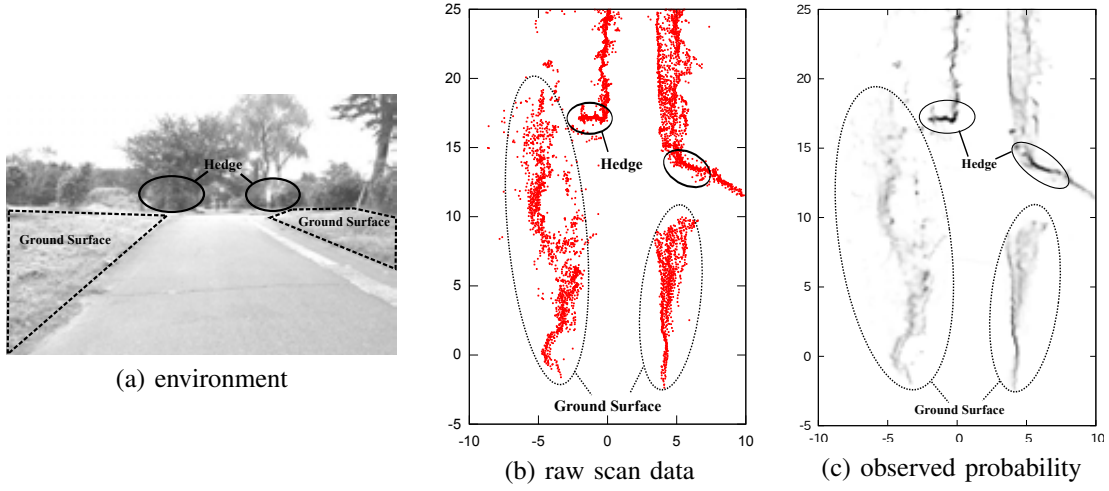 Hedge
Ground Surface
Ground Surface
(a) environment
25
20
15
10
5
0
-5
-10 -5 0 5 10
Hedge
Ground Surface
(b) raw scan data
25
20
15
10
5
0
-5
-10 -5 0 5 10
Hedge
Ground Surface
(c) observed probability